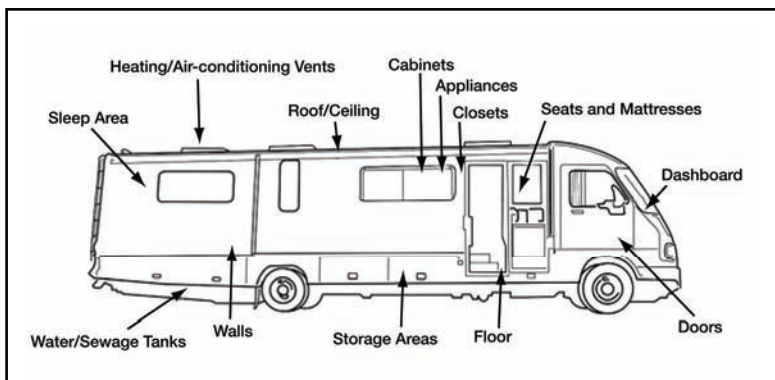 Heating/Air-conditioning Vents
Cabinets
Appliances
Sleep Area
Roof/Ceiling
Closets
Seats and Mattresses
Dashboard
Water/Sewage Tanks
Walls
Storage Areas
Floor
Doors